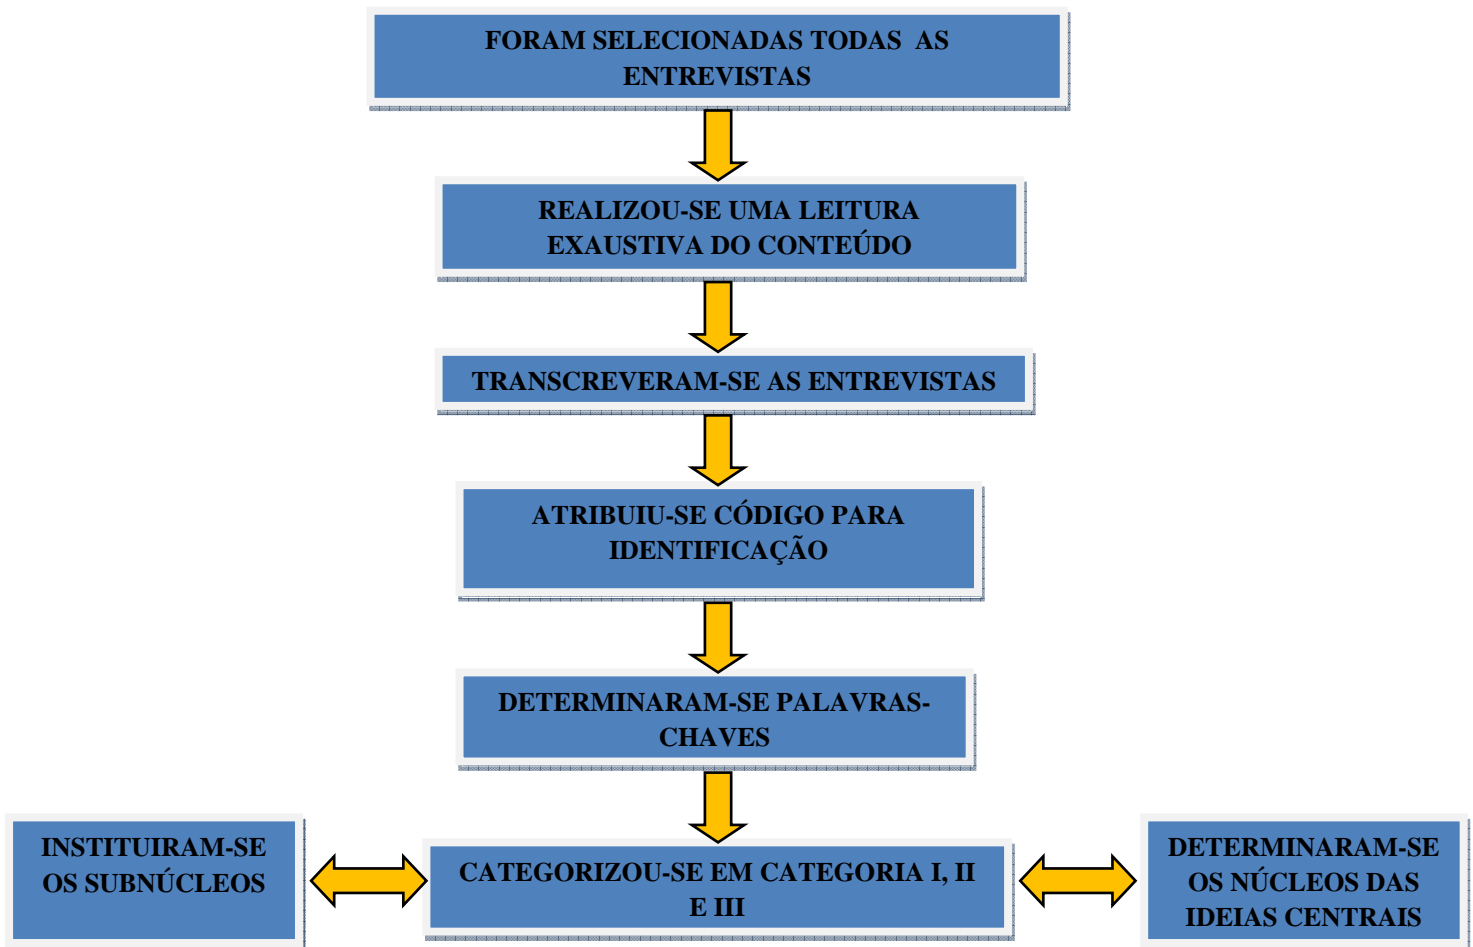 FORAM SELECIONADAS TODAS AS
ENTREVISTAS
REALIZOU-SE UMA LEITURA
EXAUSTIVA DO CONTEÚDO
TRANSCREVERAM-SE AS ENTREVISTAS
ATRIBUIU-SE CÓDIGO PARA
IDENTIFICAÇÃO
DETERMINARAM-SE PALAVRAS-
CHAVES
INSTITUIRAM-SE
OS SUBNÚCLEOS
CATEGORIZOU-SE EM CATEGORIA I, II
E III
DETERMINARAM-SE
OS NÚCLEOS DAS
IDEIAS CENTRAIS